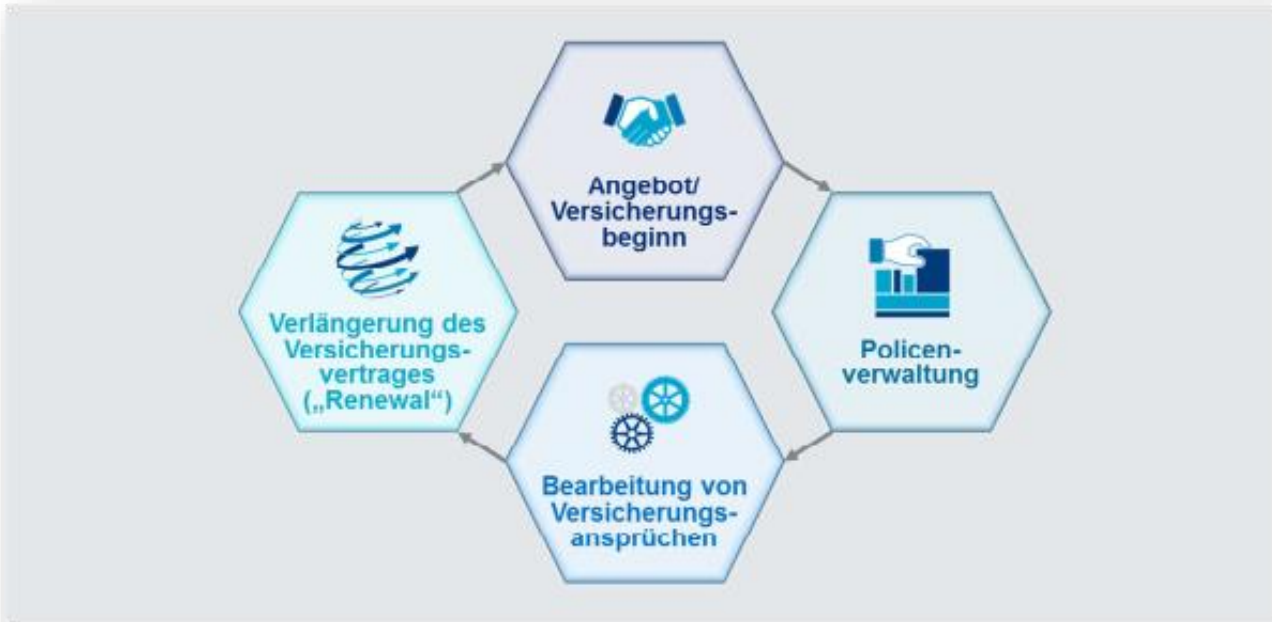 Angebot/
Versicherungs-
beginn
Policen-
verwaltung
Bearbeitung von
Versicherungs-
ansprüchen
Verlängerung des
Versicherungs-
vertrages
(„Renewal“)